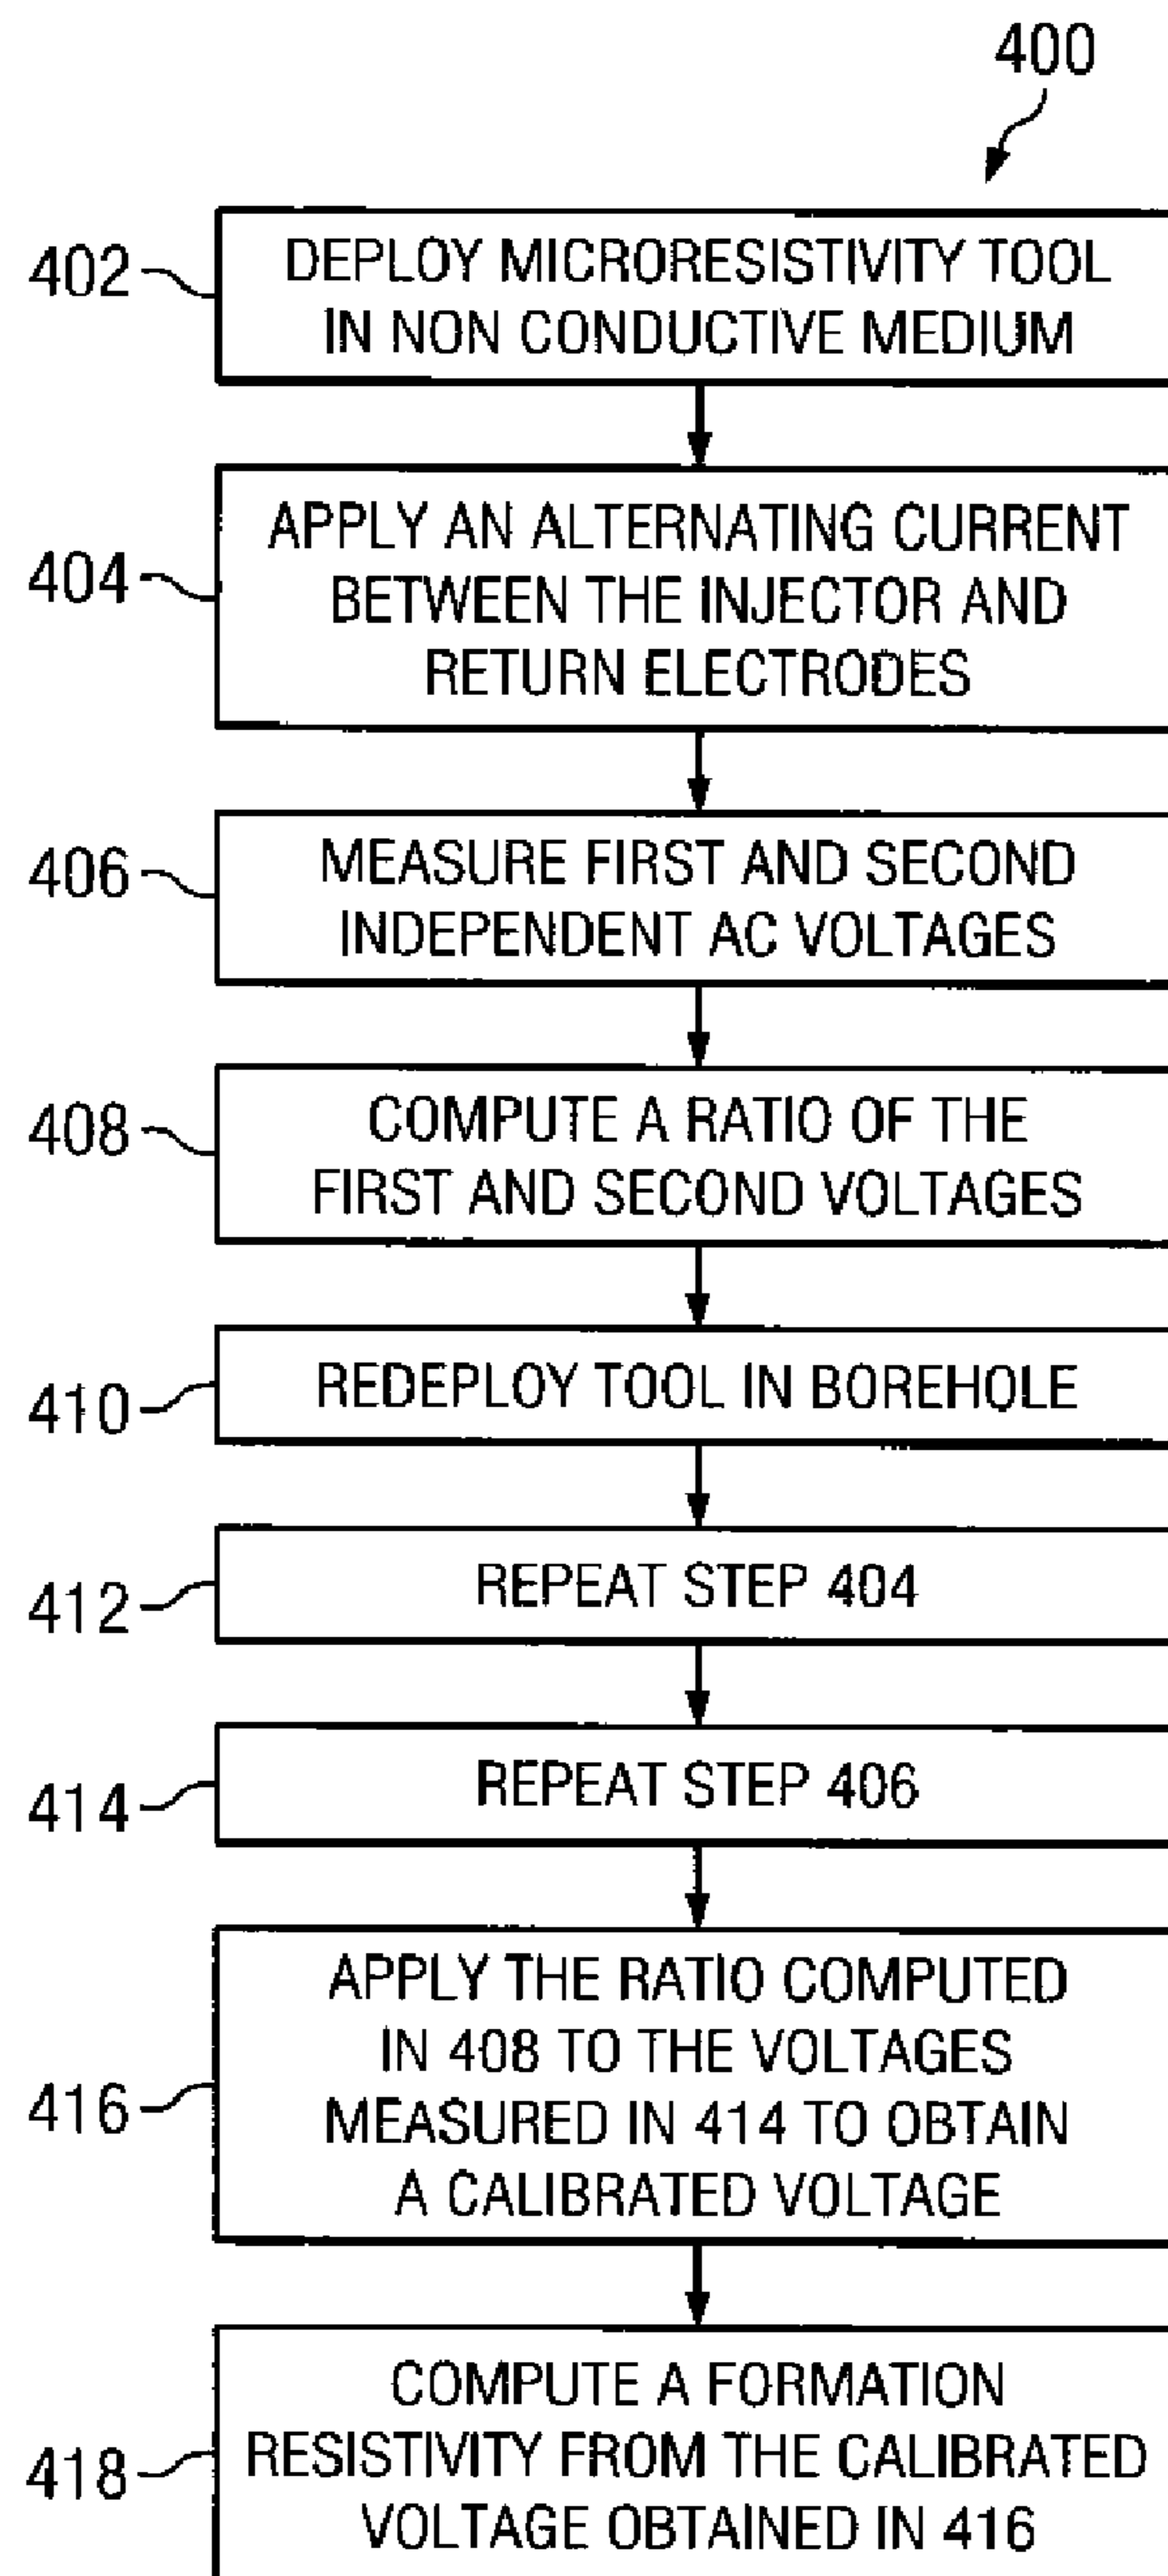 400
402
DEPLOY MICRORESISTIVITY TOOL
IN NON CONDUCTIVE MEDIUM
404
APPLY AN ALTERNATING CURRENT
BETWEEN THE INJECTOR AND
RETURN ELECTRODES
406
MEASURE FIRST AND SECOND
INDEPENDENT AC VOLTAGES
408
COMPUTE A RATIO OF THE
FIRST AND SECOND VOLTAGES
410
REDEPLOY TOOL IN BOREHOLE
412
REPEAT STEP 404
414
REPEAT STEP 406
416
APPLY THE RATIO COMPUTED
IN 408 TO THE VOLTAGES
MEASURED IN 414 TO OBTAIN
A CALIBRATED VOLTAGE
418
COMPUTE A FORMATION
RESISTIVITY FROM THE CALIBRATED
VOLTAGE OBTAINED IN 416